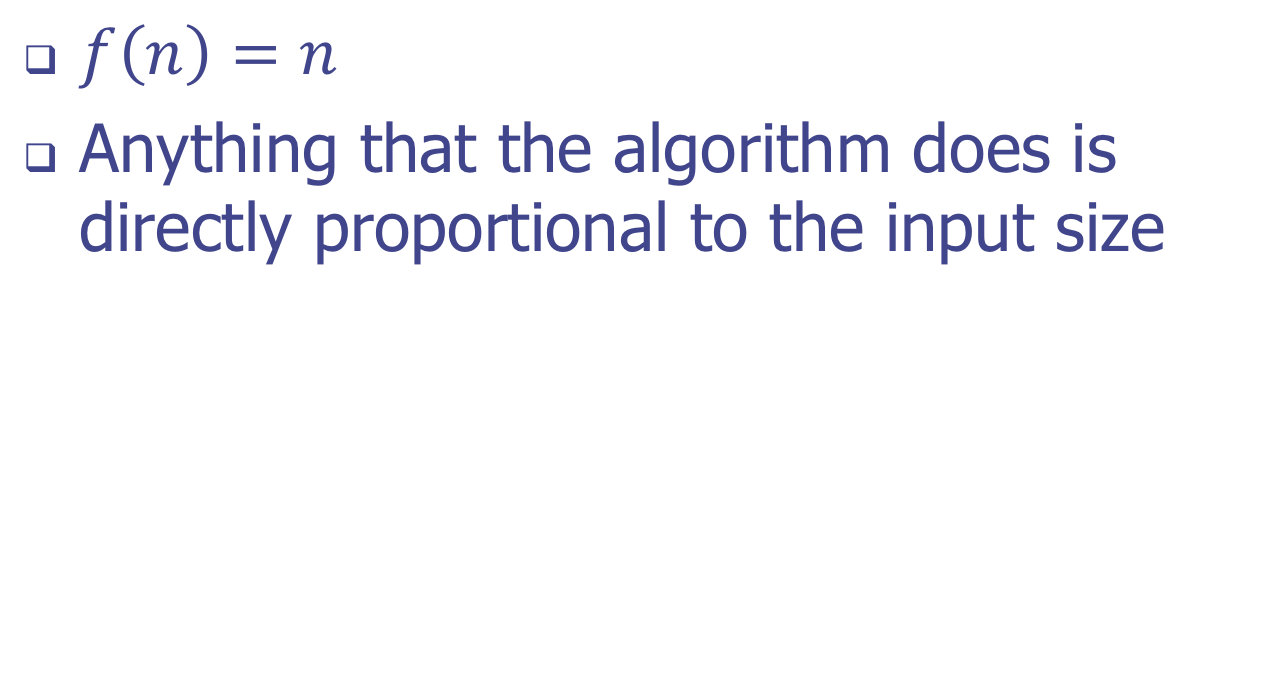 ❑ f(n) = n
❑ Anything that the algorithm does is
directly proportional to the input size